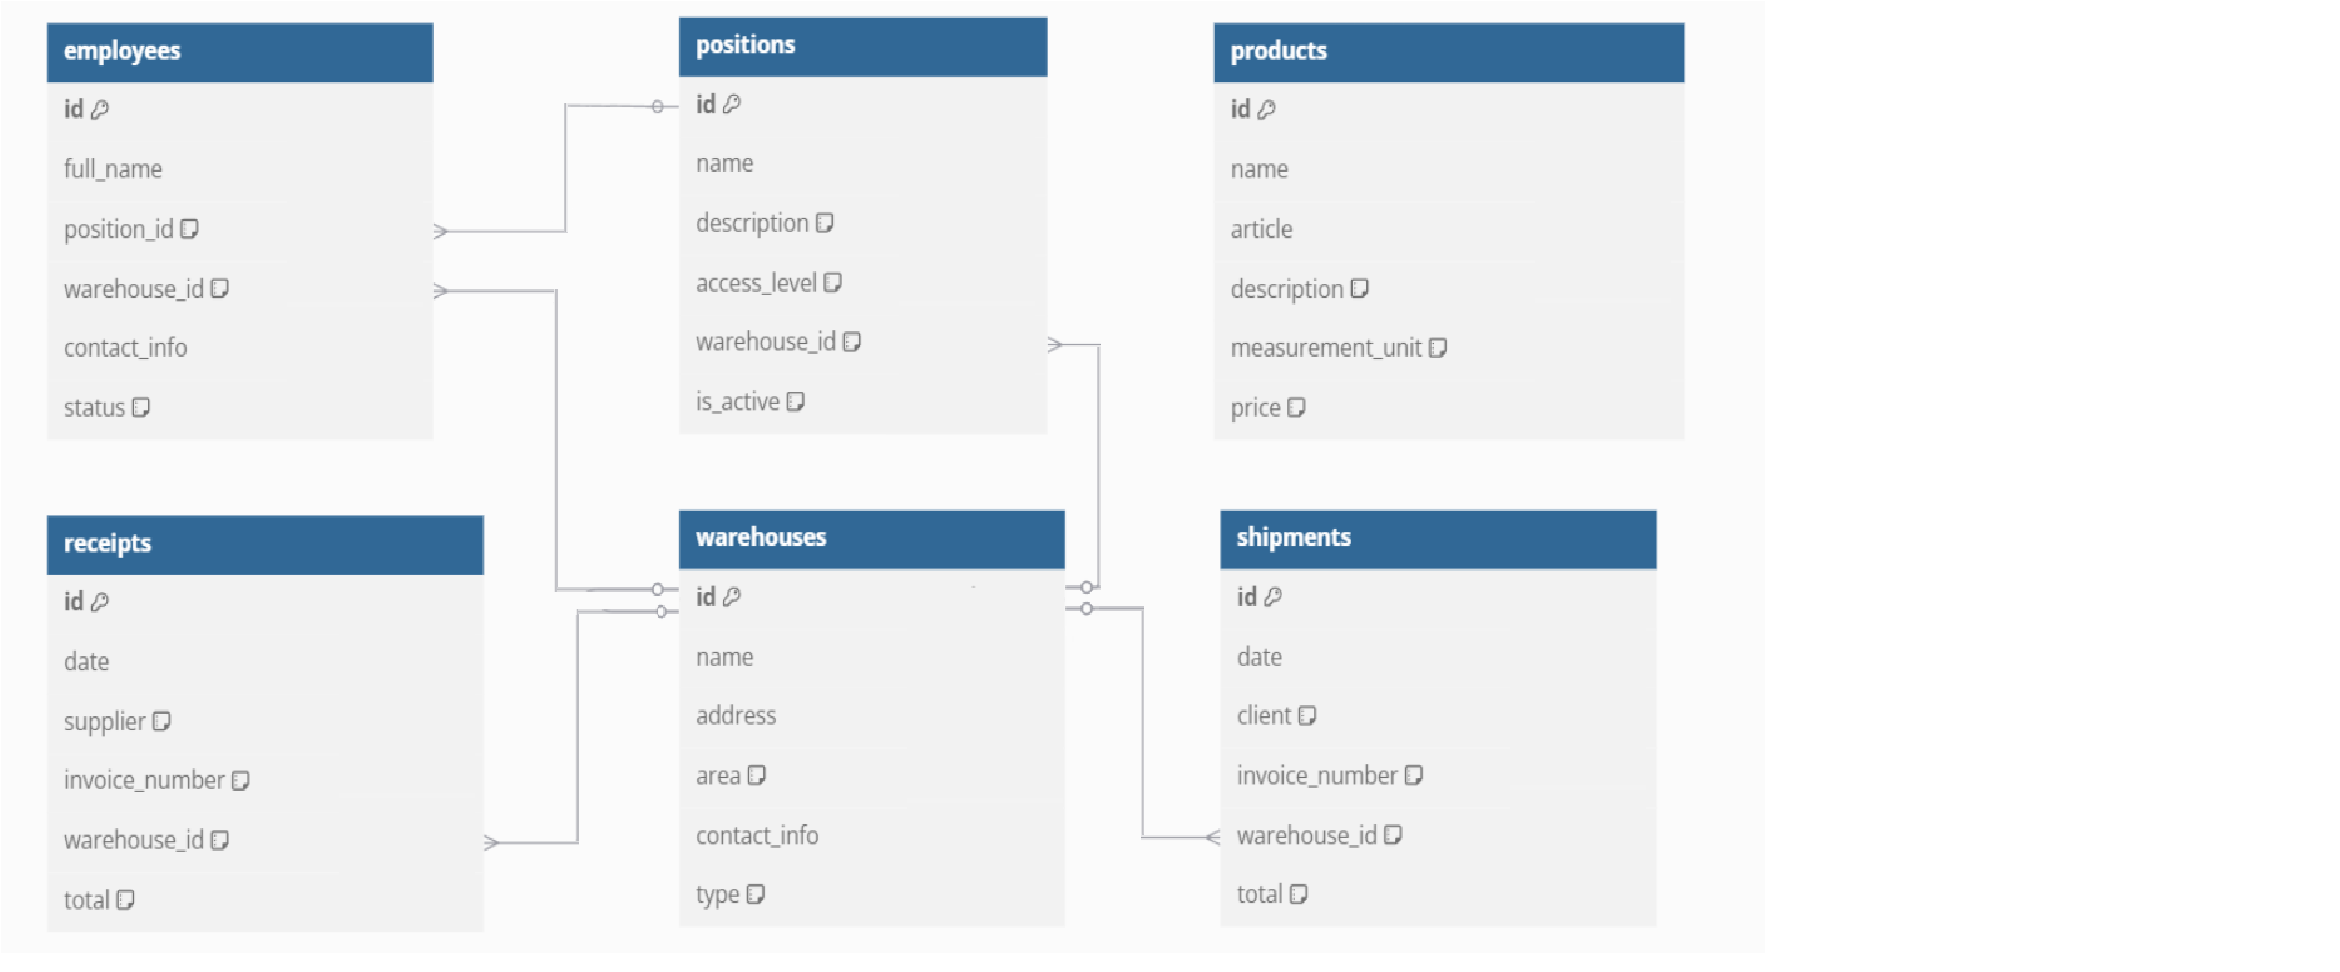 employees
id
full_name
position_id
warehouse_id
contact_info
status
positions
id
name
description
access_level
warehouse_id
is_active
products
id
name
article
description
measurement_unit
price
receipts
id
date
supplier
invoice_number
warehouse_id
total
warehouses
id
name
address
area
contact_info
type
shipments
id
date
client
invoice_number
warehouse_id
total